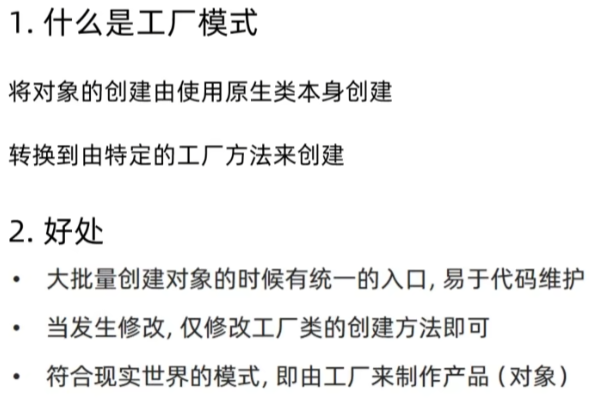 1. 什么是工厂模式
将对象的创建由使用原生类本身创建
转换到由特定的工厂方法来创建
2. 好处
• 大批量创建对象的时候有统一的入口, 易于代码维护
• 当发生修改, 仅修改工厂类的创建方法即可
• 符合现实世界的模式, 即由工厂来制作产品（对象）